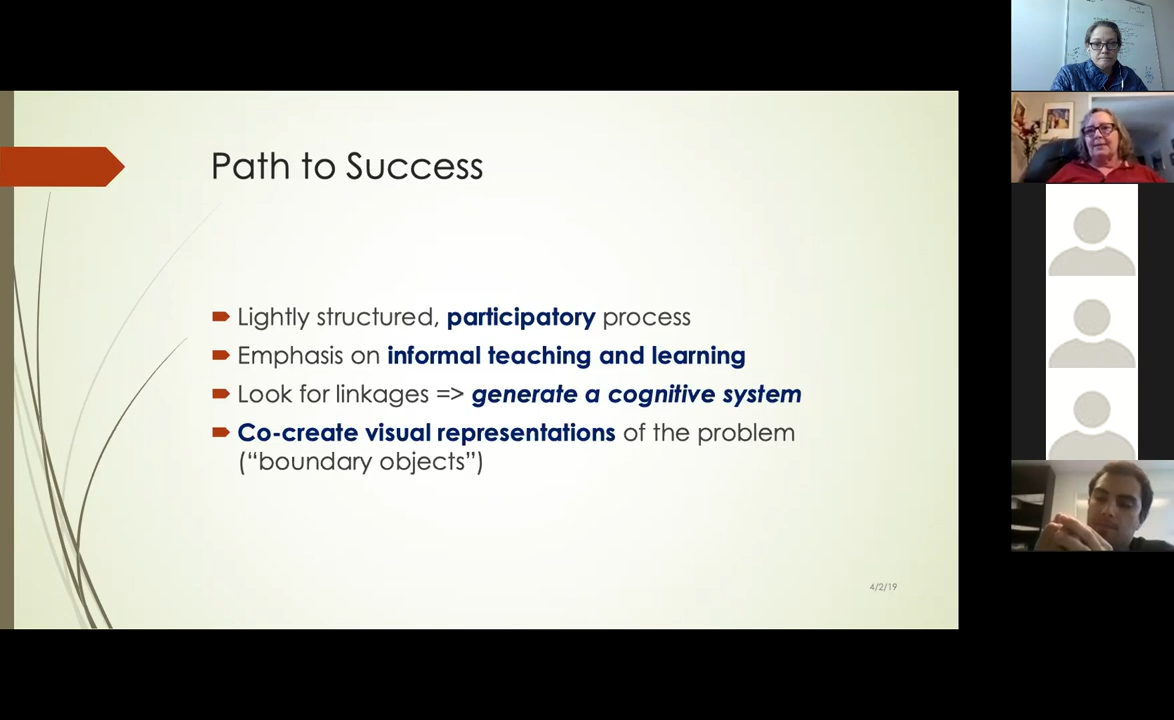 Path to Success
Lightly structured, participatory process
Emphasis on informal teaching and learning
Look for linkages => generate a cognitive system
Co-create visual representations of the problem
(“boundary objects”)
4/2/19